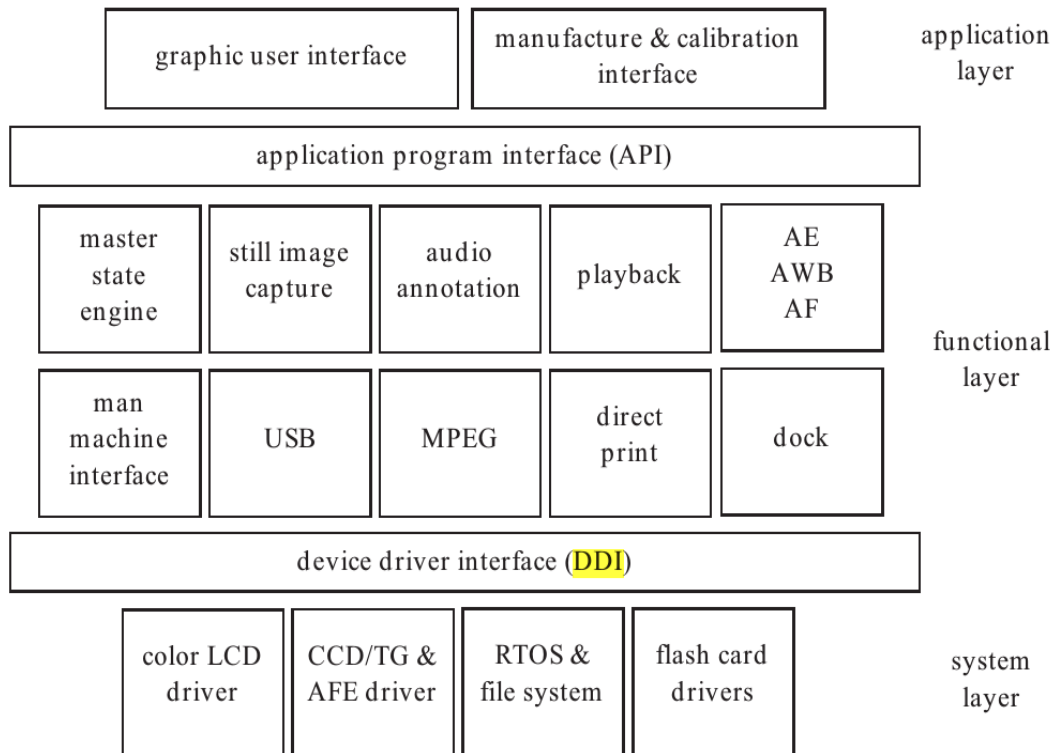 graphic user interface
manufacture & calibration
interface
application
layer
application program interface (API)
master
state
engine
still image
capture
audio
annotation
playback
AE
AWB
AF
functional
layer
man
machine
interface
USB
MPEG
direct
print
dock
device driver interface (DDI)
color LCD
driver
CCD/TG &
AFE driver
RTOS &
file system
flash card
drivers
system
layer